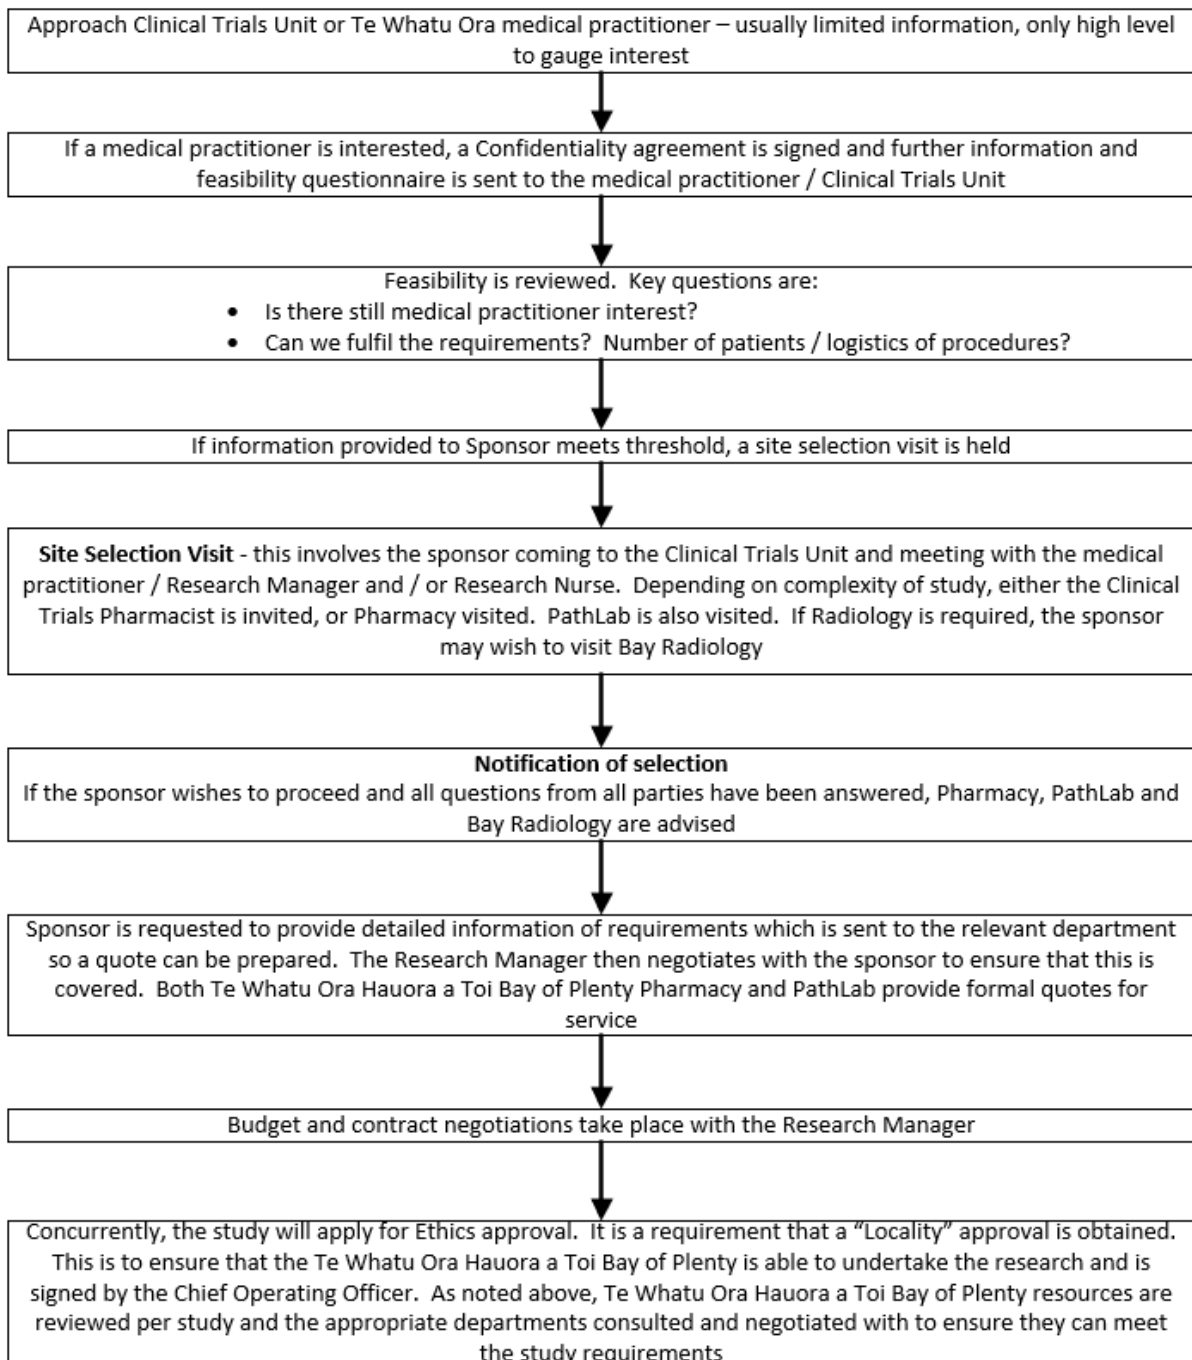 Approach Clinical Trials Unit or Te Whatu Ora medical practitioner – usually limited information, only high level
to gauge interest
If a medical practitioner is interested, a Confidentiality agreement is signed and further information and
feasibility questionnaire is sent to the medical practitioner / Clinical Trials Unit
Feasibility is reviewed.  Key questions are:
• Is there still medical practitioner interest?
• Can we fulfil the requirements?  Number of patients / logistics of procedures?
If information provided to Sponsor meets threshold, a site selection visit is held
Site Selection Visit - this involves the sponsor coming to the Clinical Trials Unit and meeting with the medical
practitioner / Research Manager and / or Research Nurse.  Depending on complexity of study, either the Clinical
Trials Pharmacist is invited, or Pharmacy visited.  PathLab is also visited.  If Radiology is required, the sponsor
may wish to visit Bay Radiology
Notification of selection
If the sponsor wishes to proceed and all questions from all parties have been answered, Pharmacy, PathLab and
Bay Radiology are advised
Sponsor is requested to provide detailed information of requirements which is sent to the relevant department
so a quote can be prepared.  The Research Manager then negotiates with the sponsor to ensure that this is
covered.  Both Te Whatu Ora Hauora a Toi Bay of Plenty Pharmacy and PathLab provide formal quotes for
service
Budget and contract negotiations take place with the Research Manager
Concurrently, the study will apply for Ethics approval.  It is a requirement that a “Locality” approval is obtained.
This is to ensure that the Te Whatu Ora Hauora a Toi Bay of Plenty is able to undertake the research and is
signed by the Chief Operating Officer.  As noted above, Te Whatu Ora Hauora a Toi Bay of Plenty resources are
reviewed per study and the appropriate departments consulted and negotiated with to ensure they can meet
the study requirements